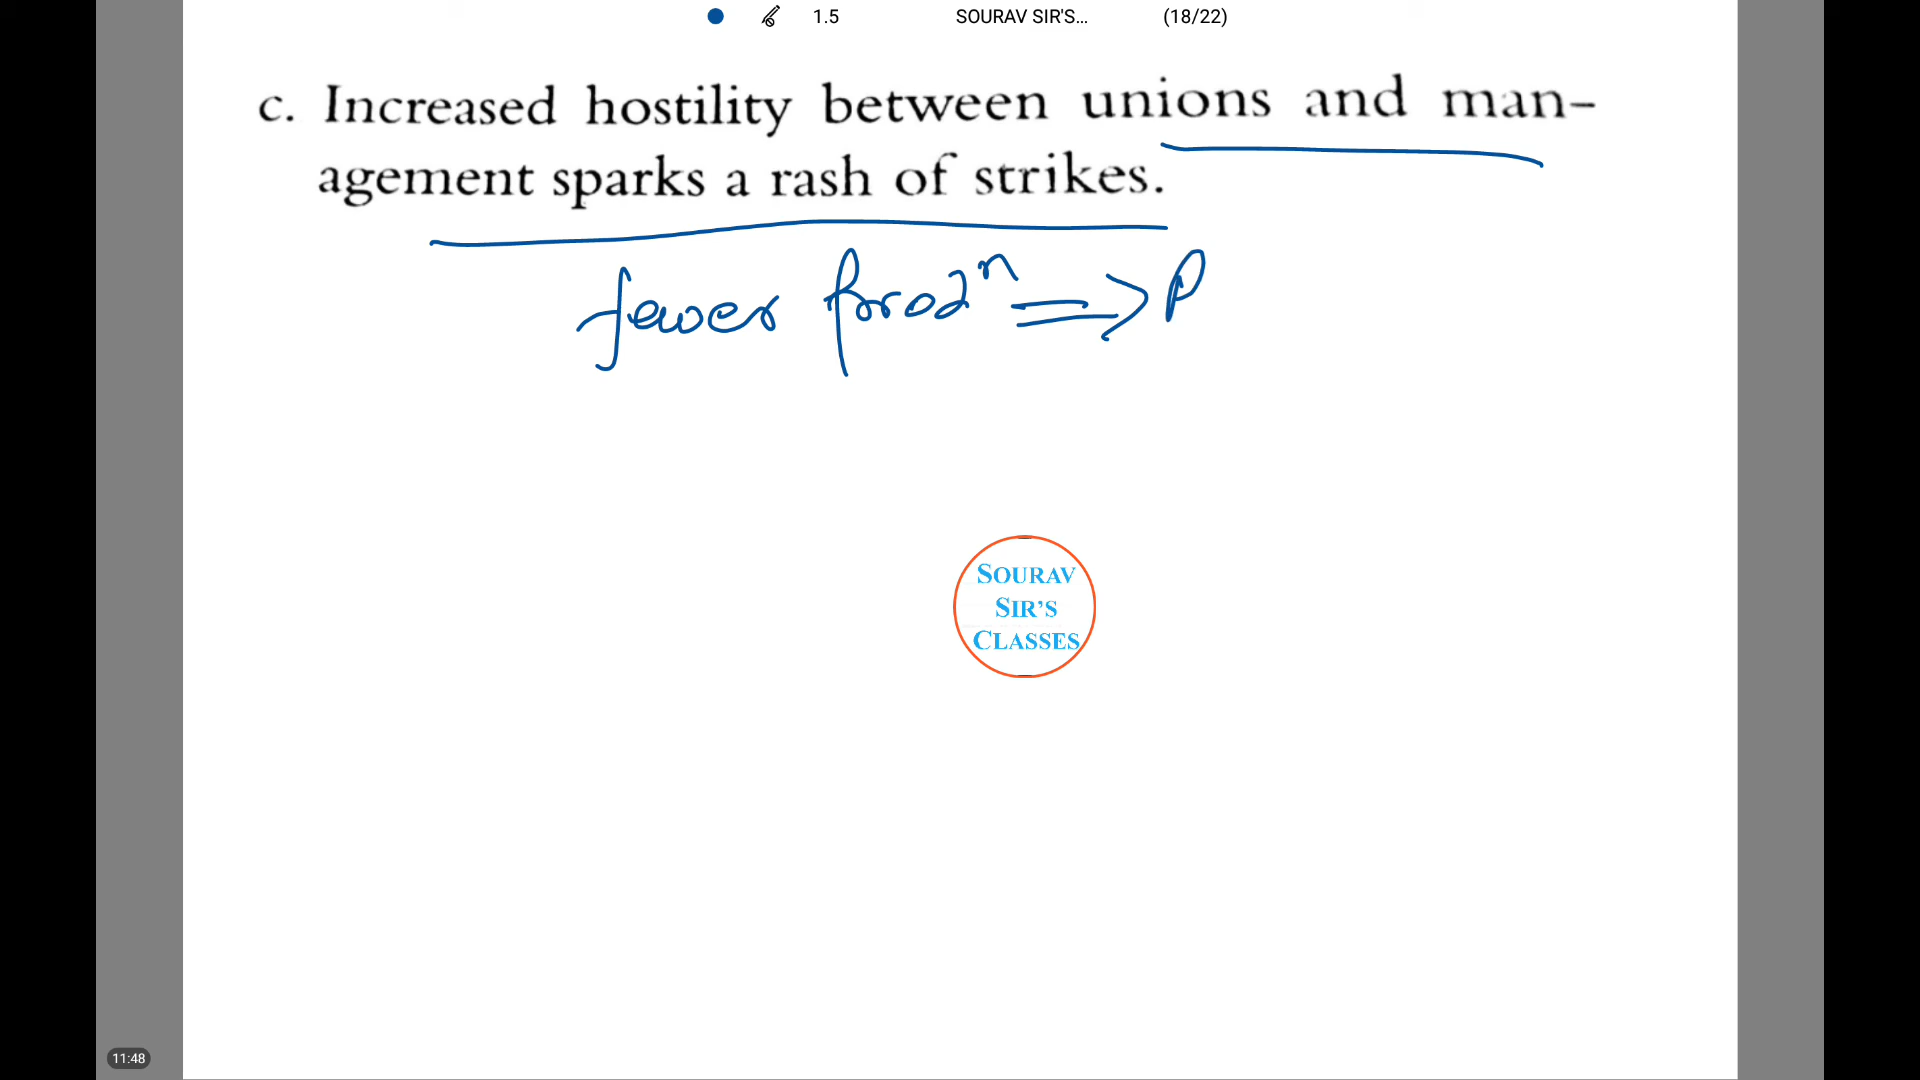 1.5 SOURAV SIR'S... (18/22)
c. Increased hostility between unions and man-
agement sparks a rash of strikes.
fewer prodⁿ => P
SOURAV
SIR'S
CLASSES
11:48